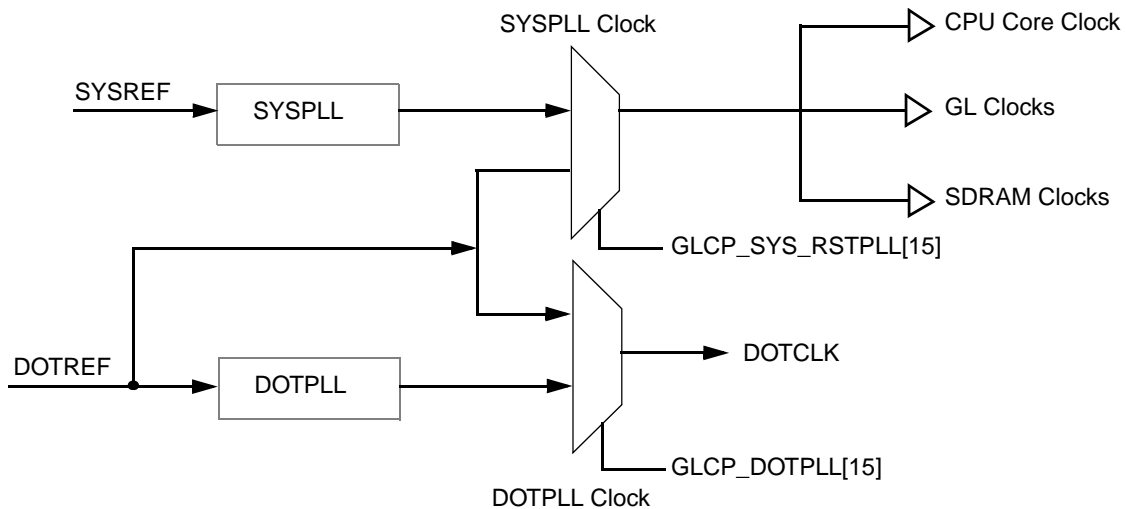 SYSPLL Clock
CPU Core Clock
SYSREF
SYSPLL
GL Clocks
SDRAM Clocks
GLCP_SYS_RSTPLL[15]
DOTREF
DOTPLL
DOTCLK
GLCP_DOTPLL[15]
DOTPLL Clock